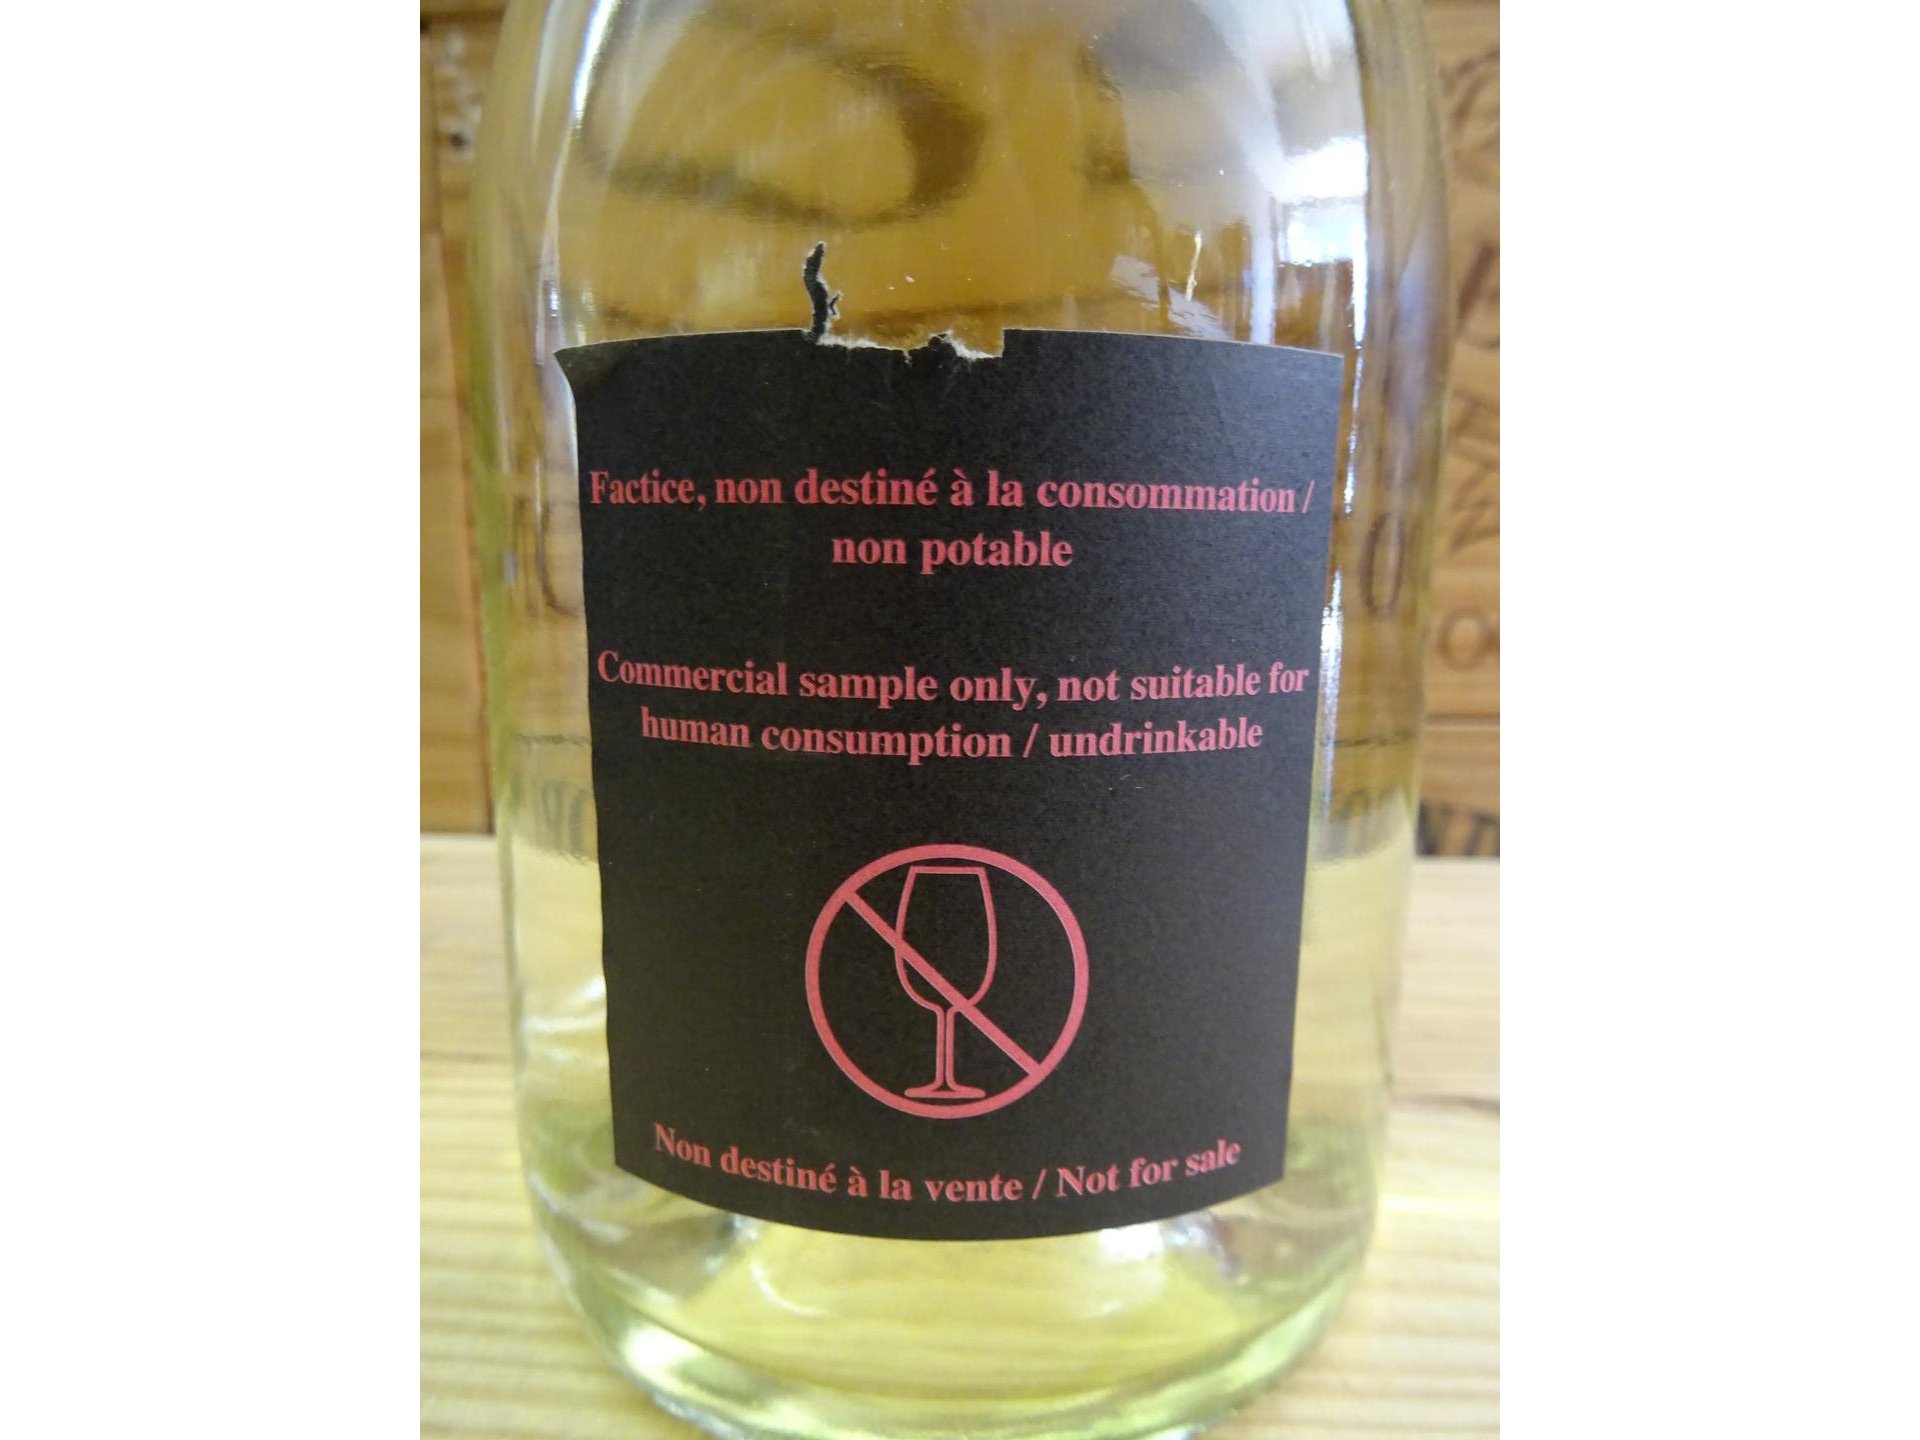 Factice, non destiné à la consommation /
non potable
Commercial sample only, not suitable for
human consumption / undrinkable
Non destiné à la vente / Not for sale